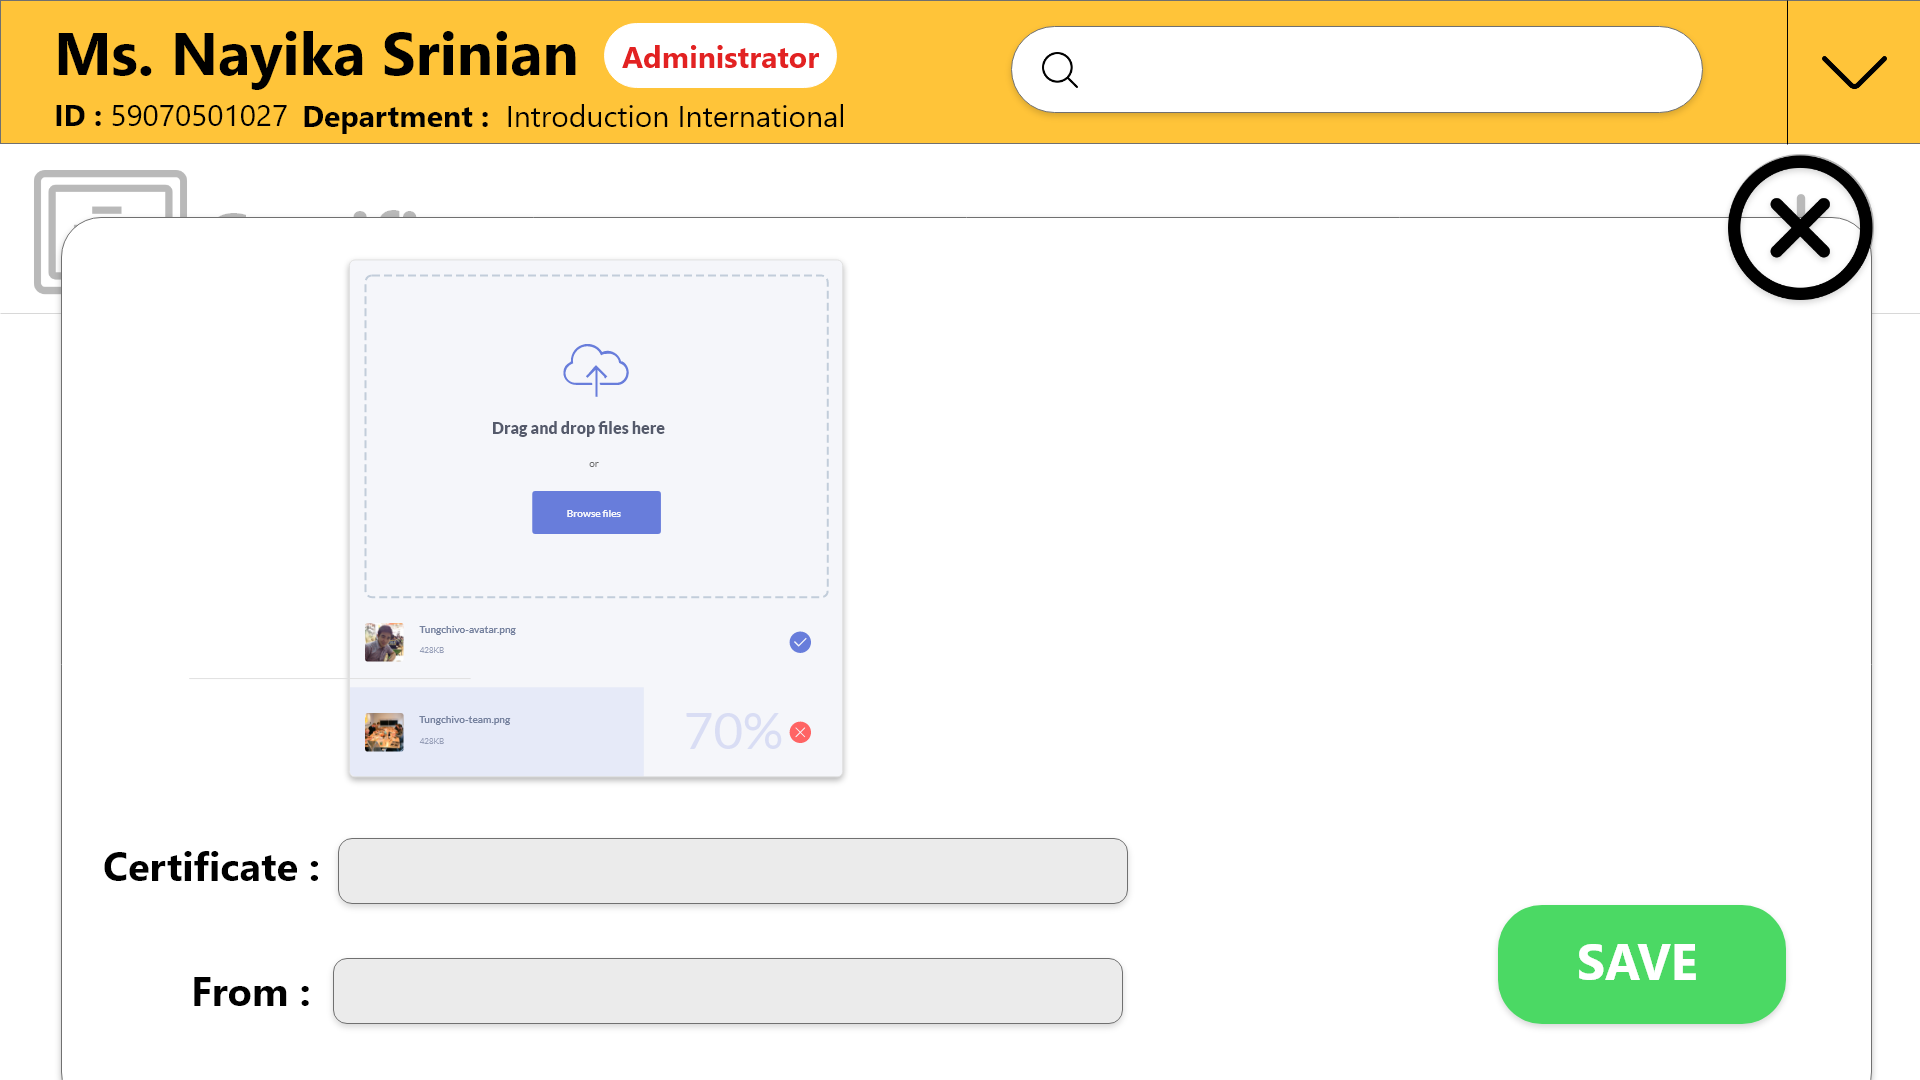 Ms. Nayika Srinian Administrator
ID : 59070501027 Department : Introduction International
Drag and drop files here
or
Browse files
Tungchivo-avatar.png
428KB
Tungchivo-team.png
428KB
70%
Certificate :
From :
SAVE